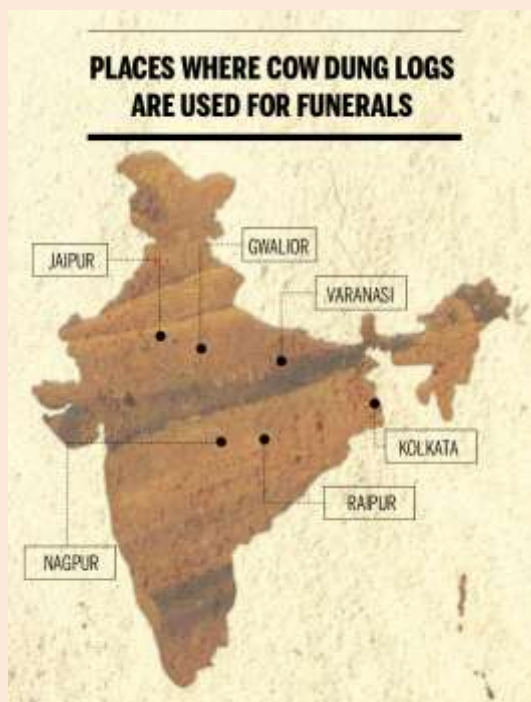 PLACES WHERE COW DUNG LOGS
ARE USED FOR FUNERALS
GWALIOR
JAIPUR
VARANASI
KOLKATA
RAIPUR
NAGPUR